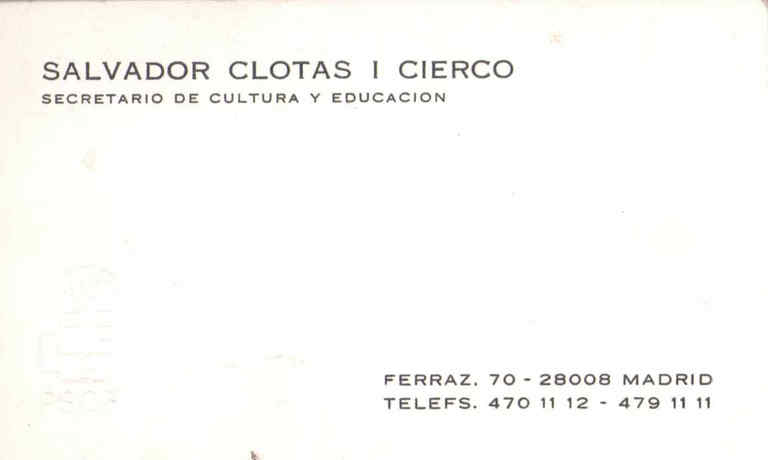 SALVADOR CLOTAS I CIERCO
SECRETARIO DE CULTURA Y EDUCACION
FERRAZ. 70 - 28008 MADRID
TELEFS. 470 11 12 - 479 11 11